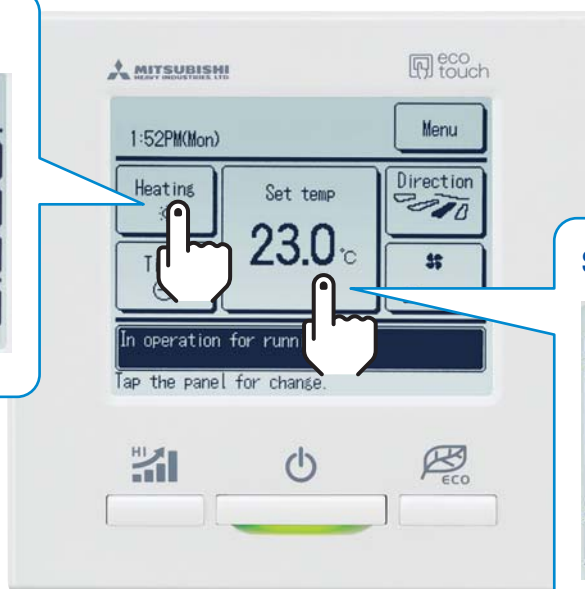 MITSUBISHI
HEAVY INDUSTRIES, LTD
eco
touch
1:52PM(Mon)
Menu
Heating
Set temp
Direction
23.0 °C
In operation for runn
Tap the panel for change.
HI
ECO